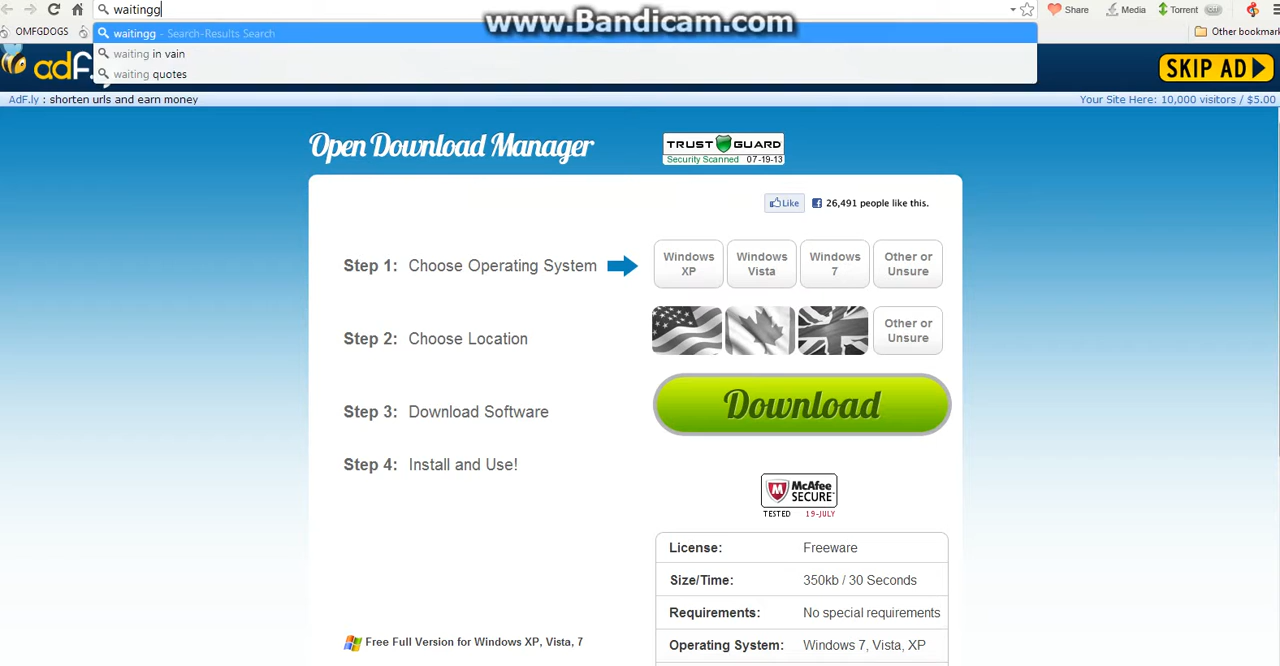 www.Bandicam.com
waitingg
Share
Media
Torrent
OFF
OMFGDOGS
waitingg - Search-Results Search
waiting in vain
waiting quotes
Other bookmar
adF.
SKIP AD
AdF.ly : shorten urls and earn money
Your Site Here: 10,000 visitors / $5.00
Open Download Manager
TRUST GUARD
Security Scanned 07-19-13
Like
26,491 people like this.
Step 1: Choose Operating System
Windows XP
Windows Vista
Windows 7
Other or Unsure
Step 2: Choose Location
Other or Unsure
Step 3: Download Software
Download
Step 4: Install and Use!
McAfee SECURE
TESTED 19-JULY
License: Freeware
Size/Time: 350kb / 30 Seconds
Requirements: No special requirements
Operating System: Windows 7, Vista, XP
Free Full Version for Windows XP, Vista, 7